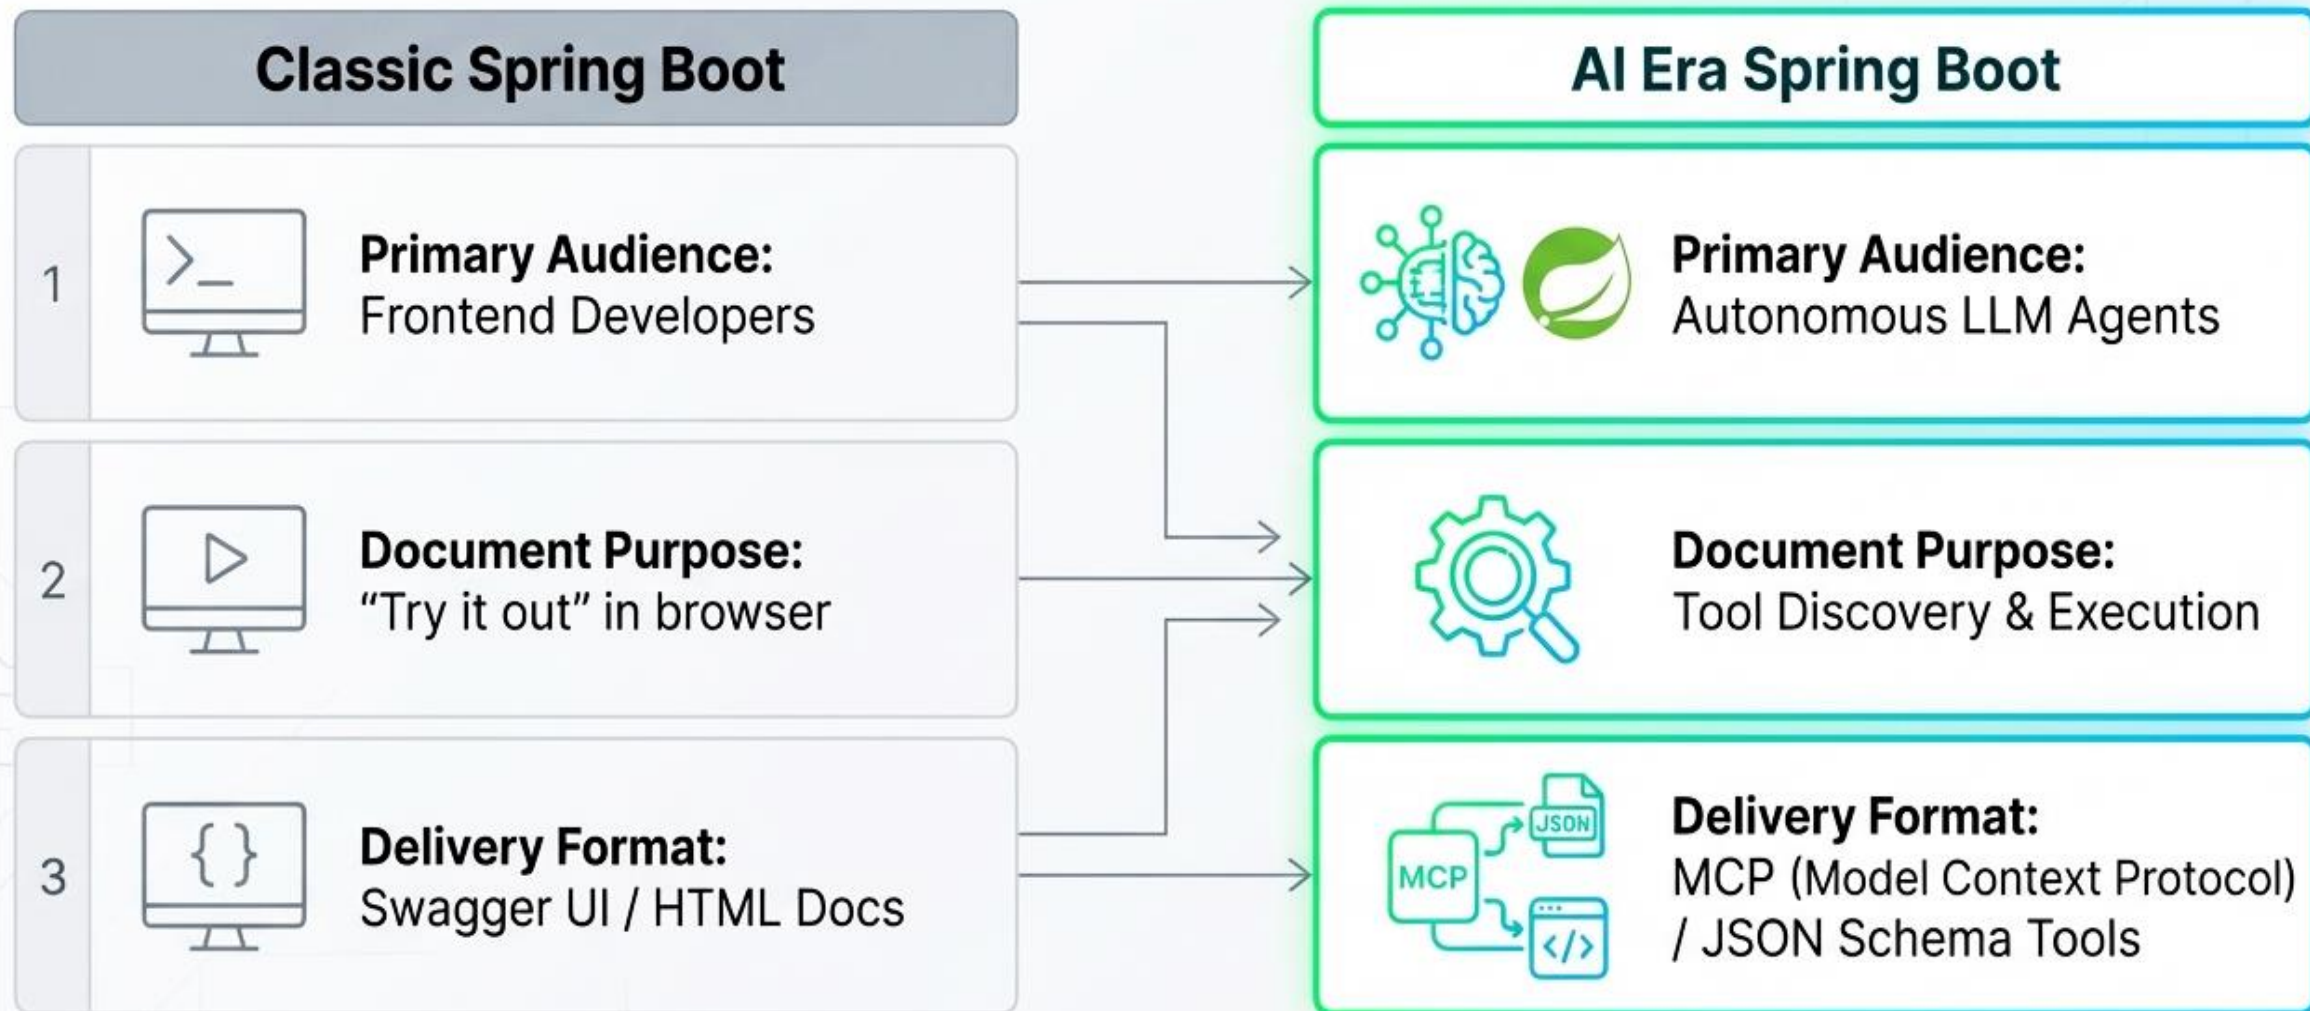 Classic Spring Boot
AI Era Spring Boot
1
Primary Audience:
Frontend Developers
Primary Audience:
Autonomous LLM Agents
2
Document Purpose:
“Try it out” in browser
Document Purpose:
Tool Discovery & Execution
3
{ }
Delivery Format:
Swagger UI / HTML Docs
MCP
JSON
</>
Delivery Format:
MCP (Model Context Protocol)
/ JSON Schema Tools